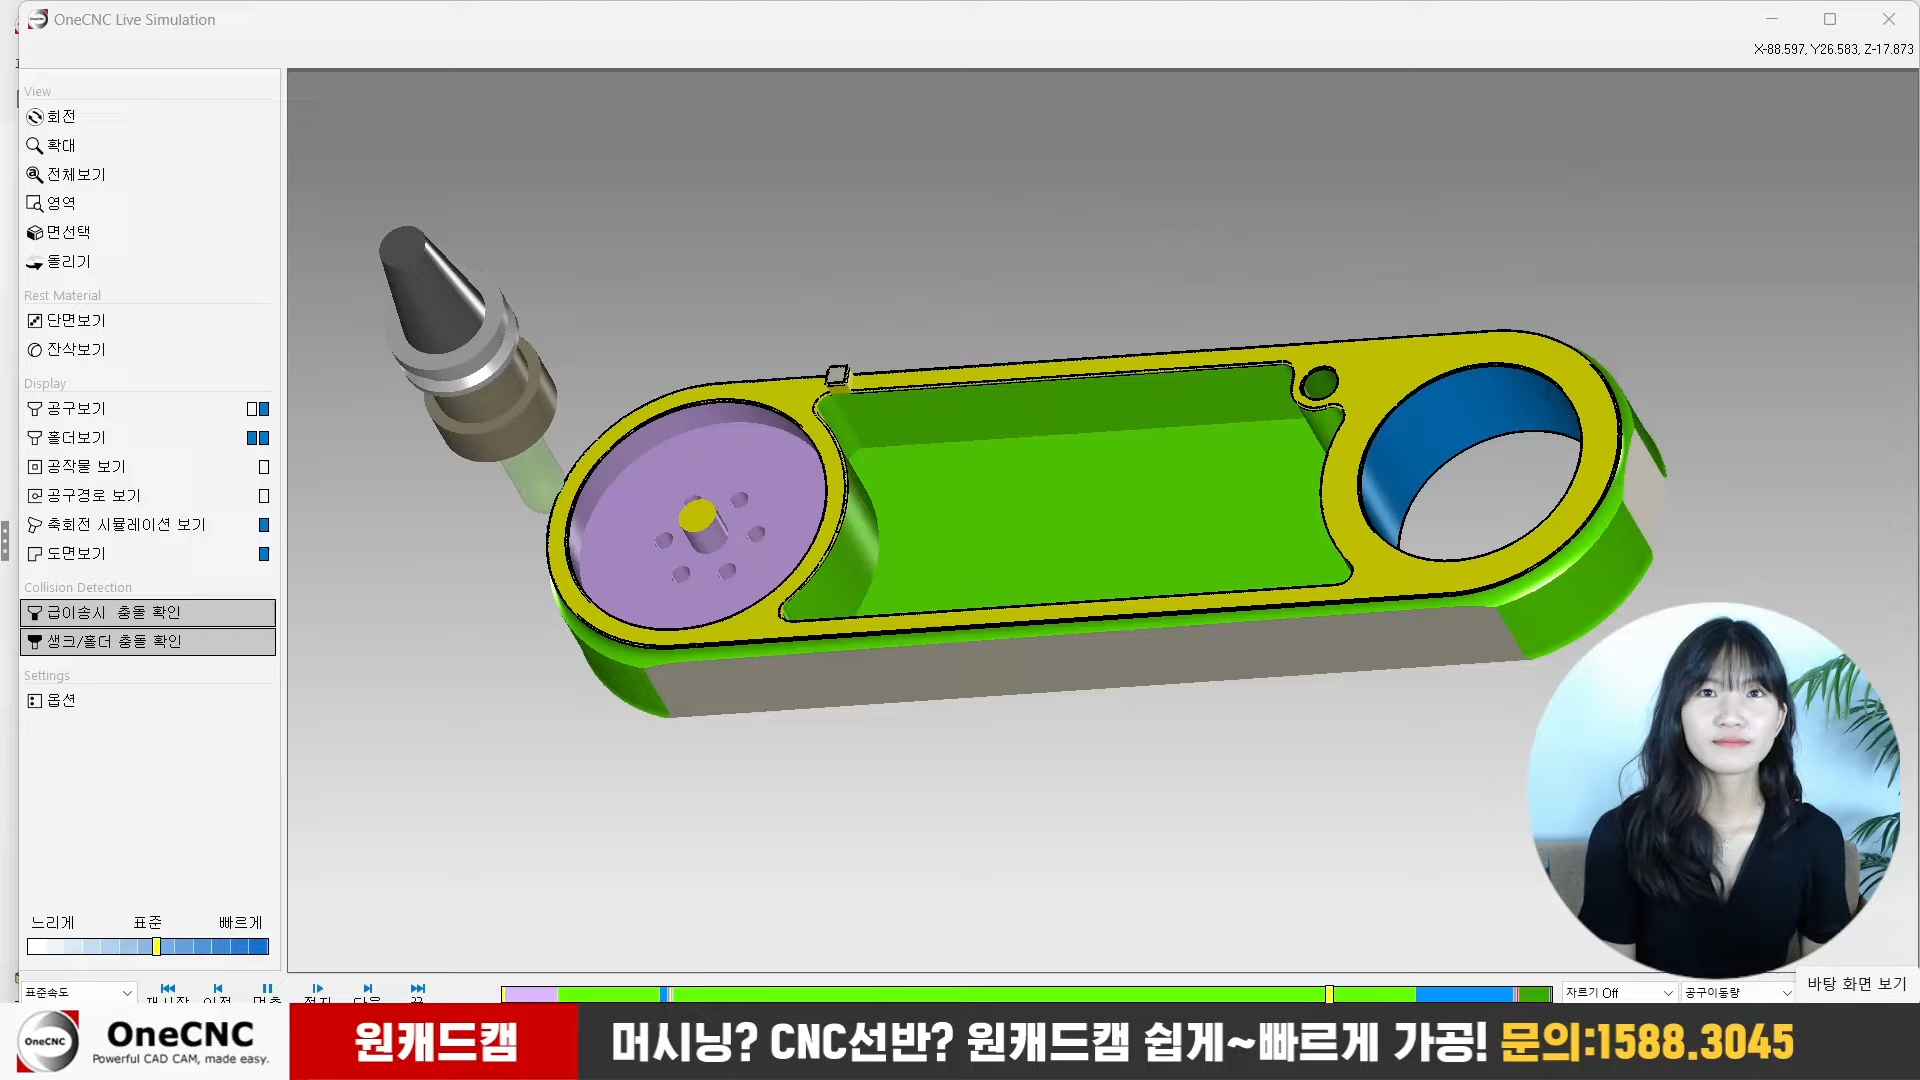 OneCNC Live Simulation
X-88.597, Y26.583, Z-17.873
View
회전
확대
전체보기
영역
면선택
돌리기
Rest Material
단면보기
잔삭보기
Display
공구보기
홀더보기
공작물 보기
공구경로 보기
축회전 시뮬레이션 보기
도면보기
Collision Detection
급이송시 충돌 확인
생크/홀더 충돌 확인
Settings
옵션
느리게 표준 빠르게
표준속도
자르기 Off
공구이동량
바탕 화면 보기
OneCNC
OneCNC
Powerful CAD CAM, made easy.
원캐드캠
머시닝? CNC선반? 원캐드캠 쉽게~빠르게 가공! 문의:1588.3045